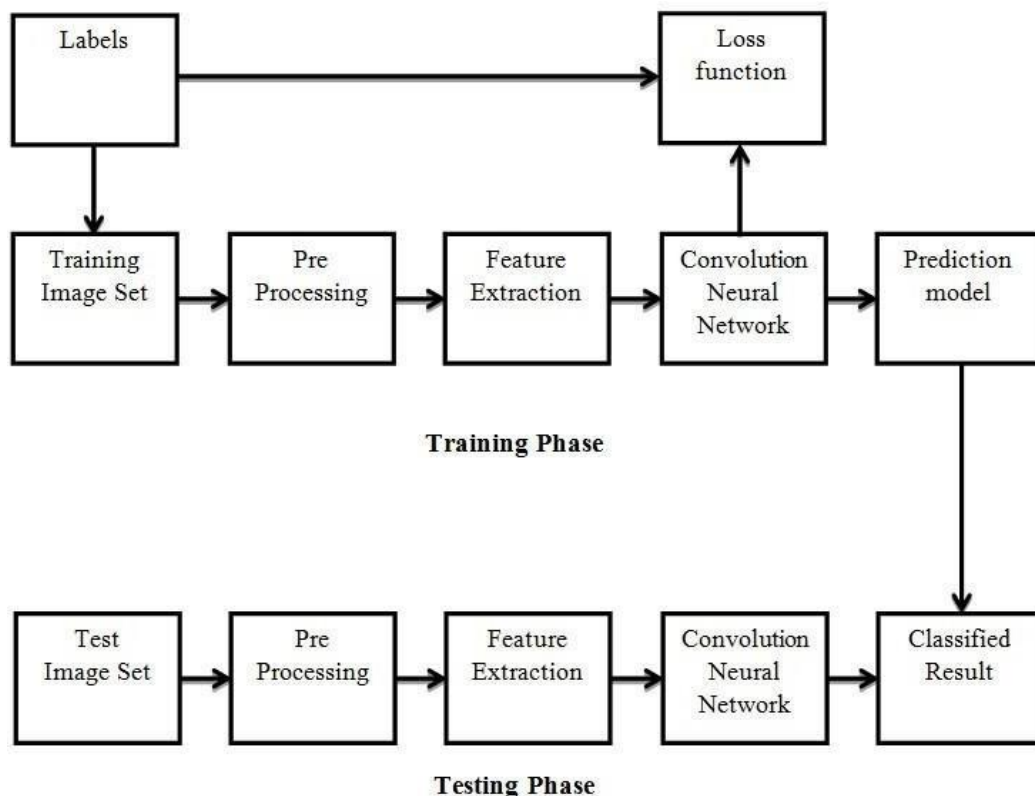 Labels
Loss
function
Training
Image Set
Pre
Processing
Feature
Extraction
Convolution
Neural
Network
Prediction
model
Training Phase
Test
Image Set
Pre
Processing
Feature
Extraction
Convolution
Neural
Network
Classified
Result
Testing Phase